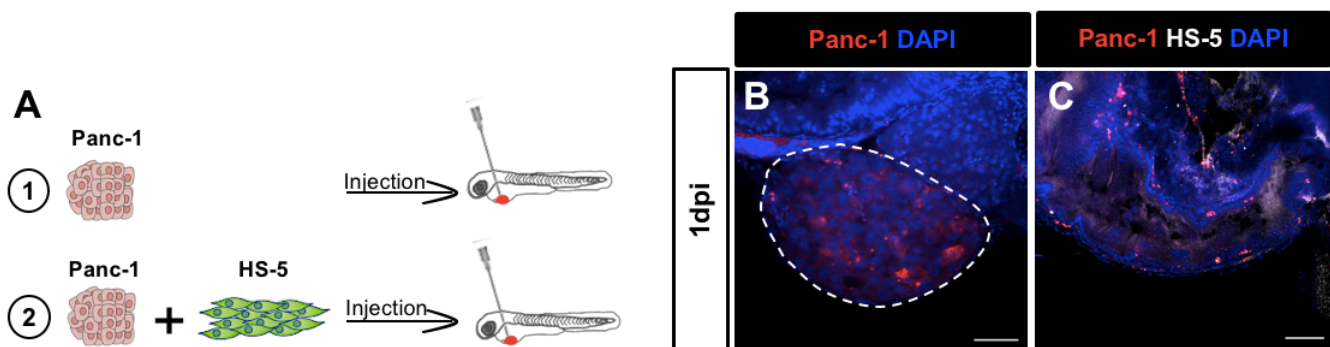 A
Panc-1
1
Injection
Panc-1
HS-5
2
+
Injection
Panc-1 DAPI
Panc-1 HS-5 DAPI
1dpi
B
C